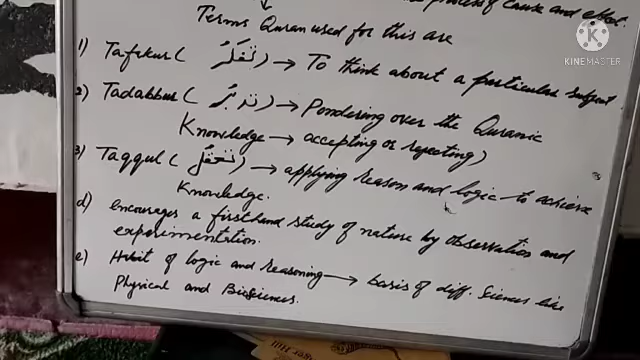 process of cause and effect.
Terms Quran used for this are
1) Tafekur (تفکر) → To think about a particular subject
2) Tadabbur (تدبر) → Pondering over the Quranic
Knowledge → accepting or rejecting)
3) Taqqul (تعقل) → applying reason and logic to achieve
Knowledge.
d) encourages a firsthand study of nature by observation and
experimentation.
e) Habit of logic and reasoning → basis of diff. Sciences like
Physical and BioSciences.
KINEMASTER